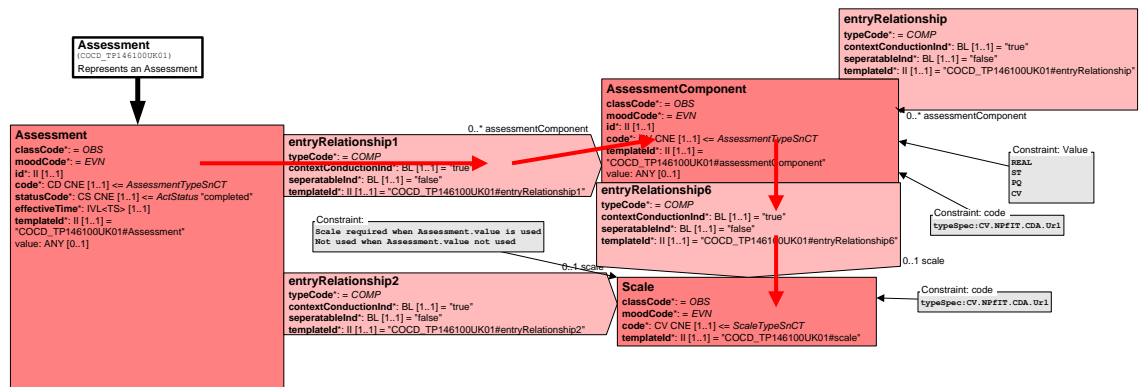 Assessment
(COCD_TP146100UK01)
Represents an Assessment
entryRelationship
typeCode*: = COMP
contextConductionInd*: BL [1..1] = "true"
seperatableInd*: BL [1..1] = "false"
templateId*: II [1..1] = "COCD_TP146100UK01#entryRelationship"
0..* assessmentComponent
Assessment
classCode*: = OBS
moodCode*: = EVN
id*: II [1..1]
code*: CD CNE [1..1] <= AssessmentTypeSnCT
statusCode*: CS CNE [1..1] <= ActStatus "completed"
effectiveTime*: IVL<TS> [1..1]
templateId*: II [1..1] =
"COCD_TP146100UK01#Assessment"
value: ANY [0..1]
0..* assessmentComponent
entryRelationship1
typeCode*: = COMP
contextConductionInd*: BL [1..1] = "true"
seperatableInd*: BL [1..1] = "false"
templateId*: II [1..1] = "COCD_TP146100UK01#entryRelationship1"
AssessmentComponent
classCode*: = OBS
moodCode*: = EVN
id*: II [1..1]
code*: CV CNE [1..1] <= AssessmentTypeSnCT
templateId*: II [1..1] =
"COCD_TP146100UK01#assessmentComponent"
value: ANY [0..1]
Constraint: Value
REAL
ST
PQ
CV
Constraint: code
typeSpec:CV.NPfIT.CDA.Url
entryRelationship6
typeCode*: = COMP
contextConductionInd*: BL [1..1] = "true"
seperatableInd*: BL [1..1] = "false"
templateId*: II [1..1] = "COCD_TP146100UK01#entryRelationship6"
0..1 scale
Constraint:
Scale required when Assessment.value is used
Not used when Assessment.value not used
0..1 scale
entryRelationship2
typeCode*: = COMP
contextConductionInd*: BL [1..1] = "true"
seperatableInd*: BL [1..1] = "false"
templateId*: II [1..1] = "COCD_TP146100UK01#entryRelationship2"
Scale
classCode*: = OBS
moodCode*: = EVN
code*: CV CNE [1..1] <= ScaleTypeSnCT
templateId*: II [1..1] = "COCD_TP146100UK01#scale"
Constraint: code
typeSpec:CV.NPfIT.CDA.Url